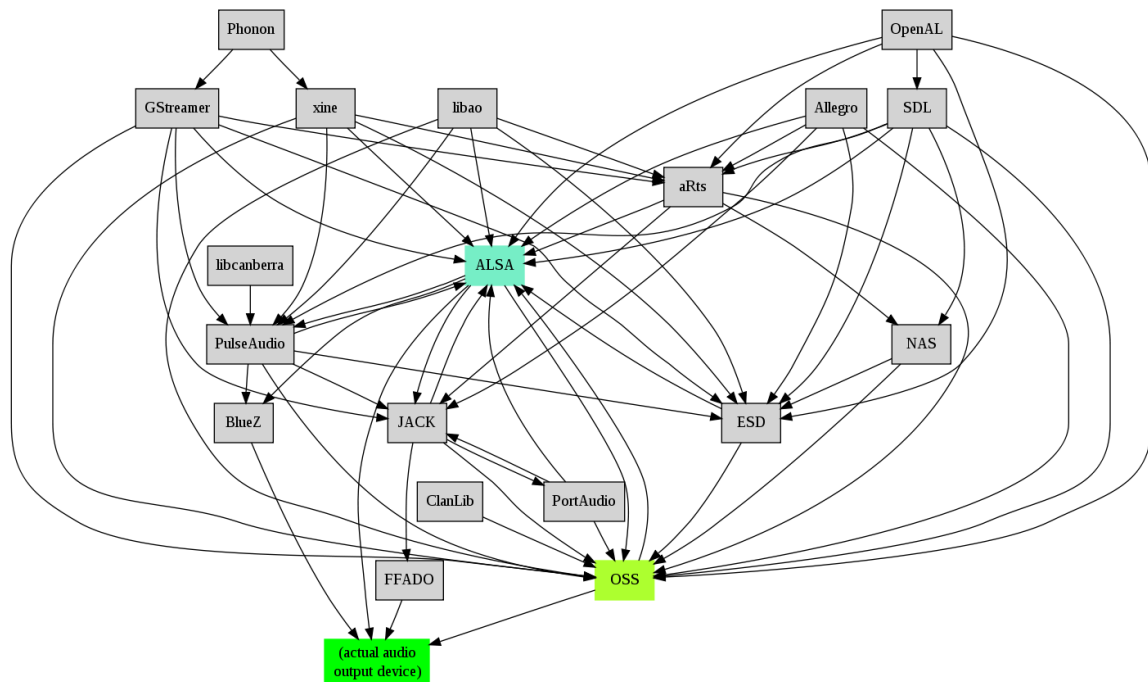 Phonon
OpenAL
GStreamer
xine
libao
Allegro
SDL
aRts
ALSA
libcanberra
PulseAudio
NAS
BlueZ
JACK
ESD
ClanLib
PortAudio
FFADO
OSS
(actual audio
output device)